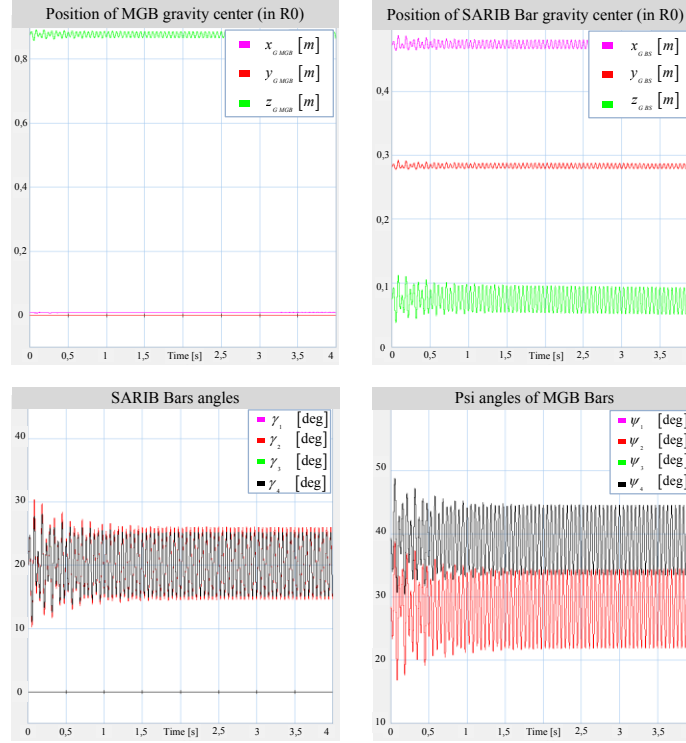 Position of MGB gravity center (in R0)
x G MGB [m]
y G MGB [m]
z G MGB [m]
0,8
0,6
0,4
0,2
0
0 0,5 1 1,5 Time [s] 2,5 3 3,5 4
Position of SARIB Bar gravity center (in R0)
x G BS [m]
y G BS [m]
z G BS [m]
0,4
0,3
0,2
0,1
0
0 0,5 1 1,5 Time [s] 2,5 3 3,5
SARIB Bars angles
γ 1 [deg]
γ 2 [deg]
γ 3 [deg]
γ 4 [deg]
40
30
20
10
0
0 0,5 1 1,5 Time [s] 2,5 3 3,5 4
Psi angles of MGB Bars
ψ 1 [deg]
ψ 2 [deg]
ψ 3 [deg]
ψ 4 [deg]
50
40
30
20
10
0 0,5 1 1,5 Time [s] 2,5 3 3,5